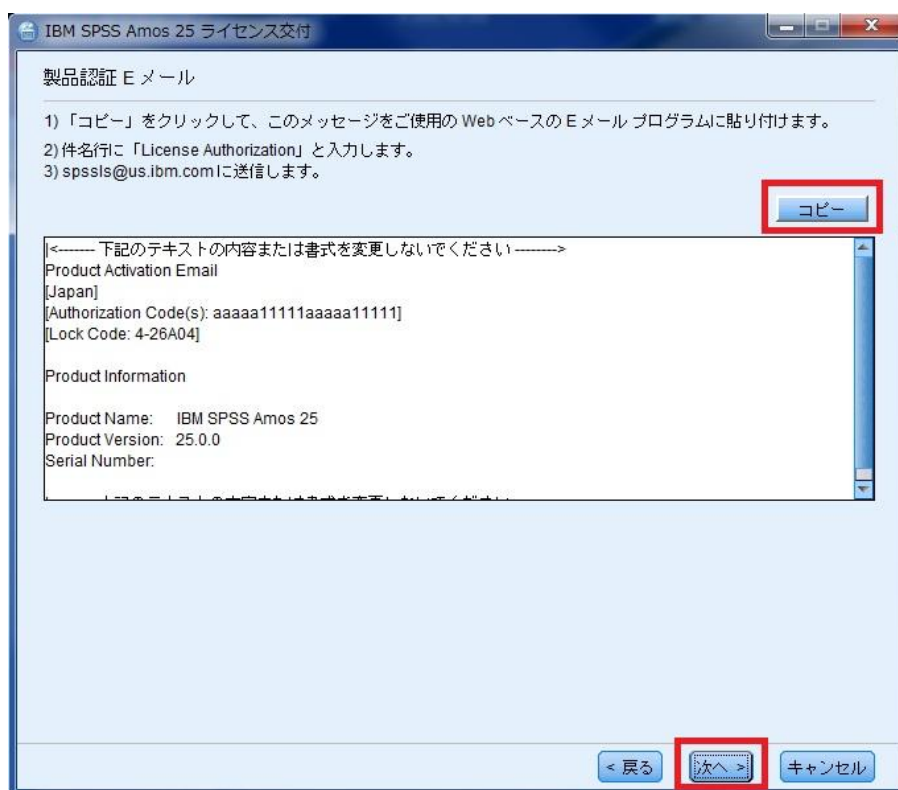 IBM SPSS Amos 25 ライセンス交付
製品認証 E メール
1)「コピー」をクリックして、このメッセージをご使用の Web ベースの E メール プログラムに貼り付けます。
2) 件名行に「License Authorization」と入力します。
3) spssls@us.ibm.com に送信します。
コピー
|<------- 下記のテキストの内容または書式を変更しないでください -------->
Product Activation Email
[Japan]
[Authorization Code(s): aaaaa11111aaaaa11111]
[Lock Code: 4-26A04]
Product Information
Product Name: IBM SPSS Amos 25
Product Version: 25.0.0
Serial Number:
< 戻る
次へ >
キャンセル